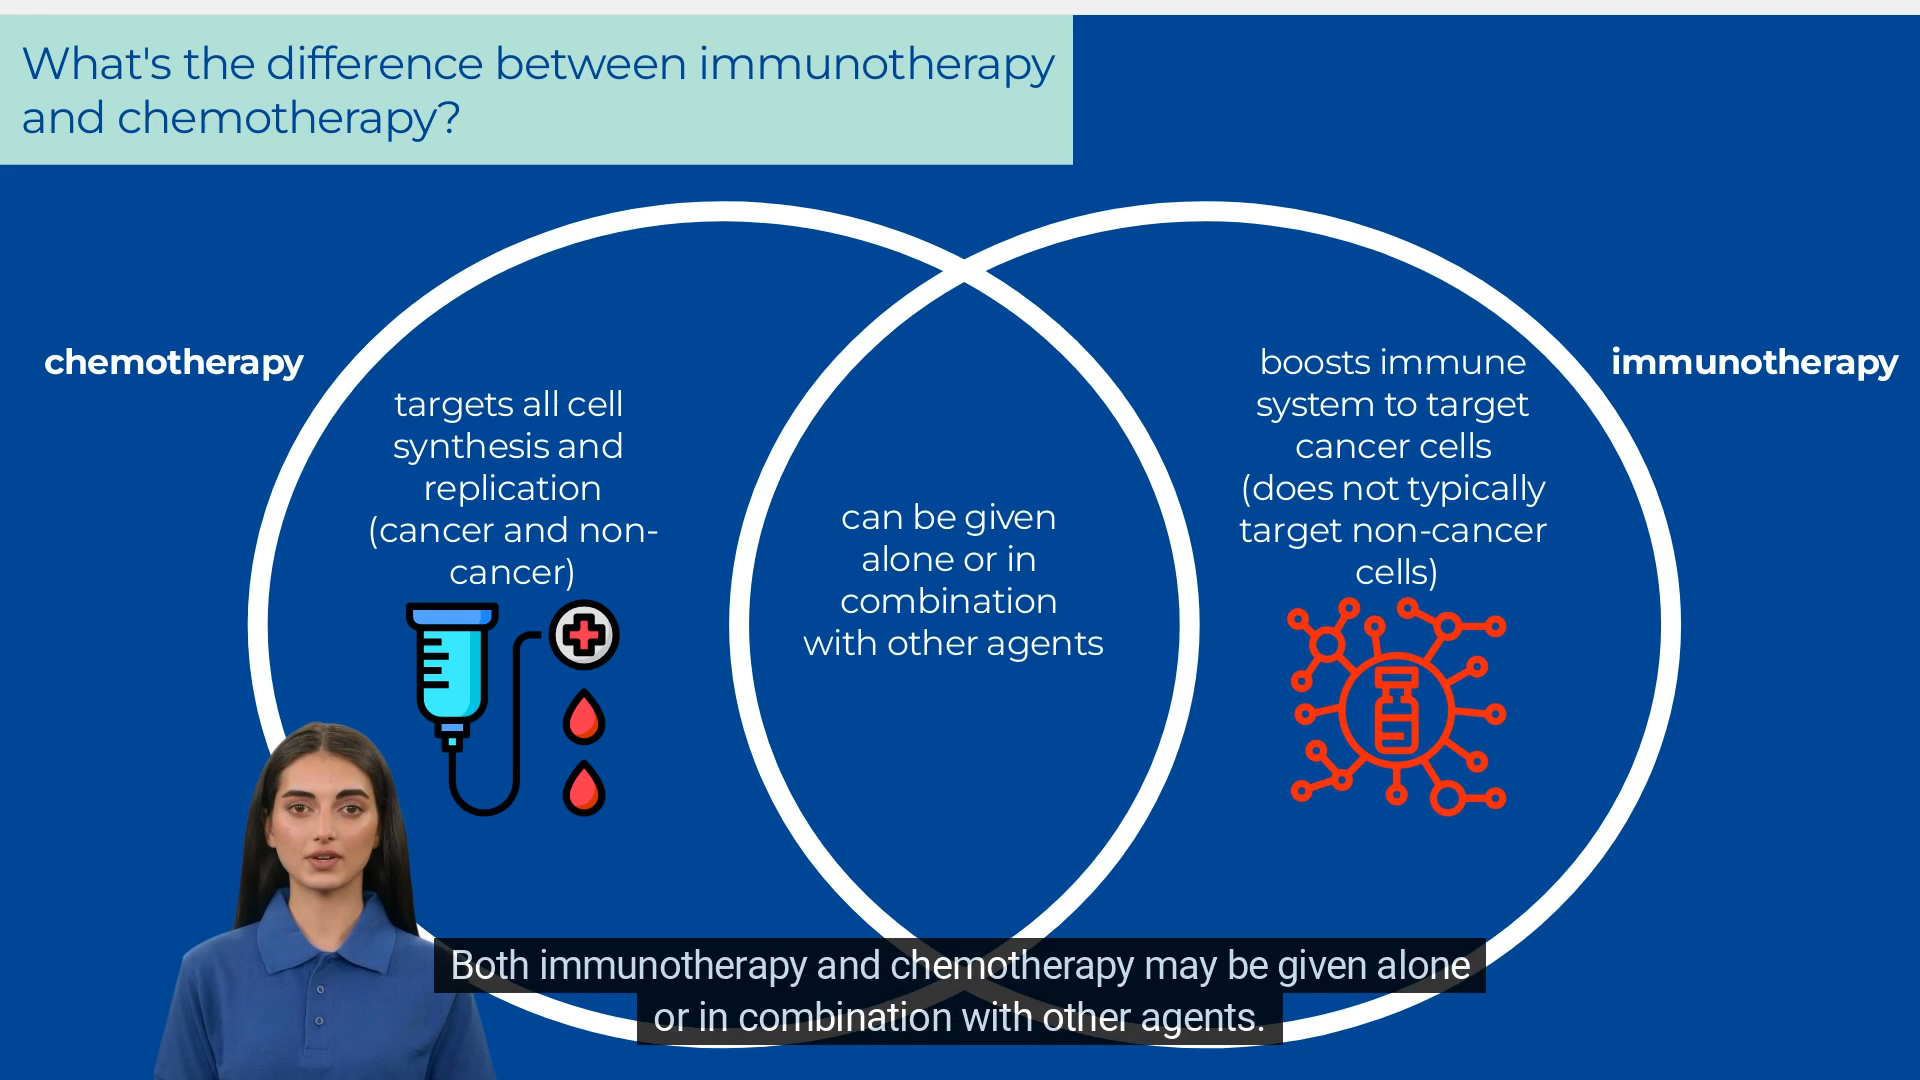 What's the difference between immunotherapy
and chemotherapy?
chemotherapy
targets all cell
synthesis and
replication
(cancer and non-
cancer)
can be given
alone or in
combination
with other agents
boosts immune
system to target
cancer cells
(does not typically
target non-cancer
cells)
immunotherapy
Both immunotherapy and chemotherapy may be given alone
or in combination with other agents.